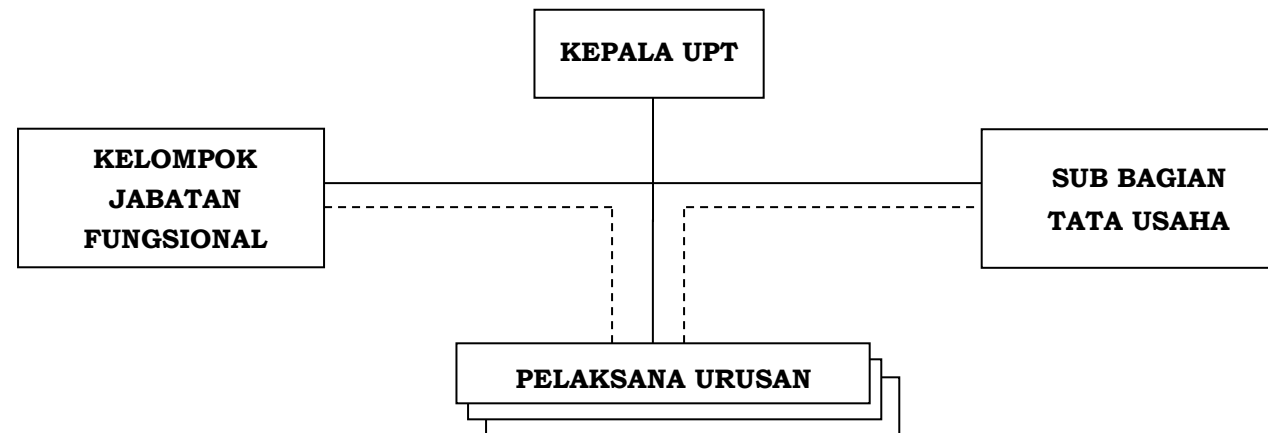 KEPALA UPT
KELOMPOK
JABATAN
FUNGSIONAL
SUB BAGIAN
TATA USAHA
PELAKSANA URUSAN